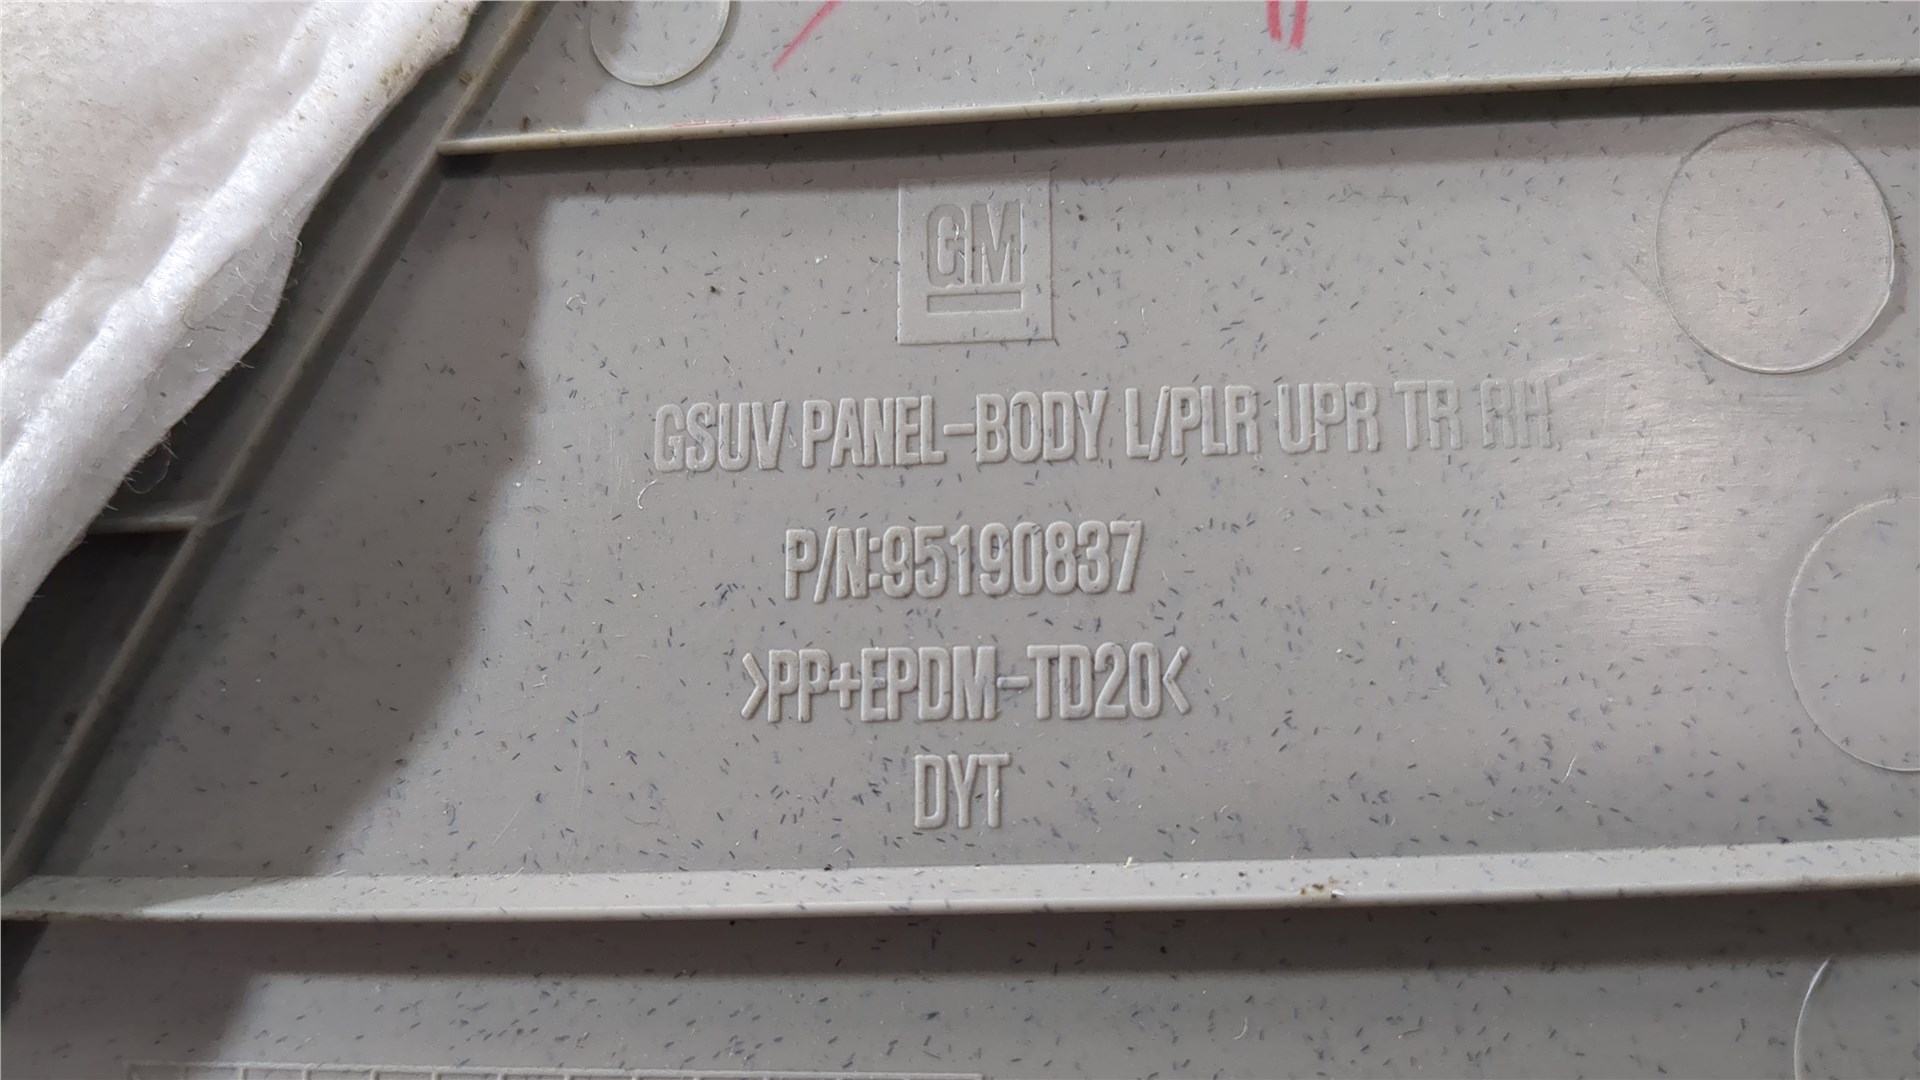 GM
GSUV PANEL-BODY L/PLR UPR TR RH
P/N:95190837
>PP+EPDM-TD20<
DYT